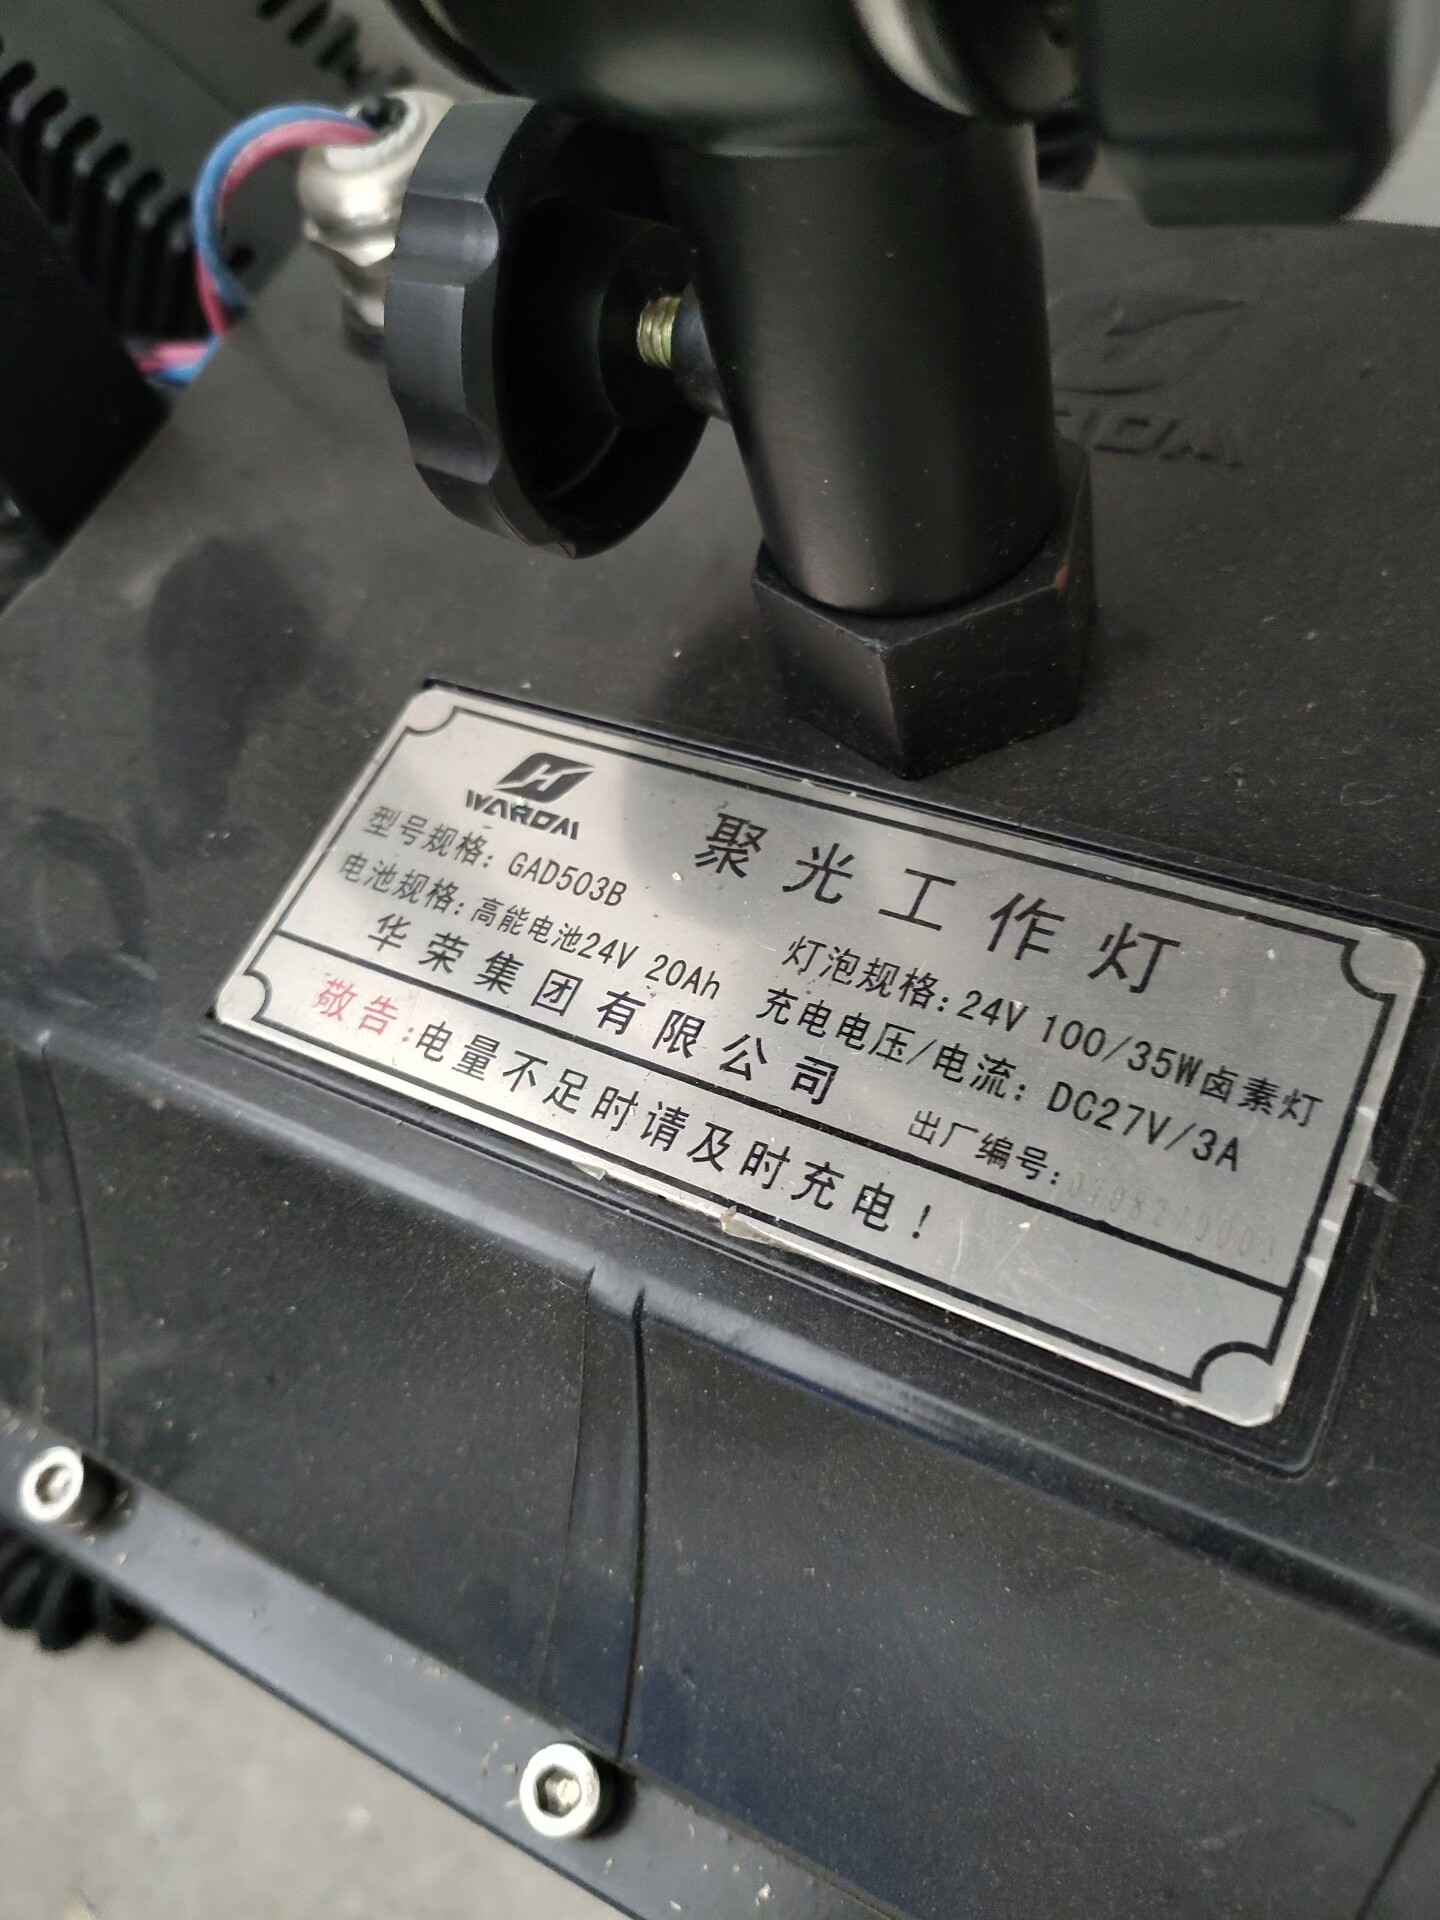 WAROM
聚光工作灯
型号规格：GAD503B
灯泡规格：24V 100/35W卤素灯
电池规格：高能电池24V 20Ah
充电电压/电流：DC27V/3A
华荣集团有限公司
出厂编号：
敬告：电量不足时请及时充电！